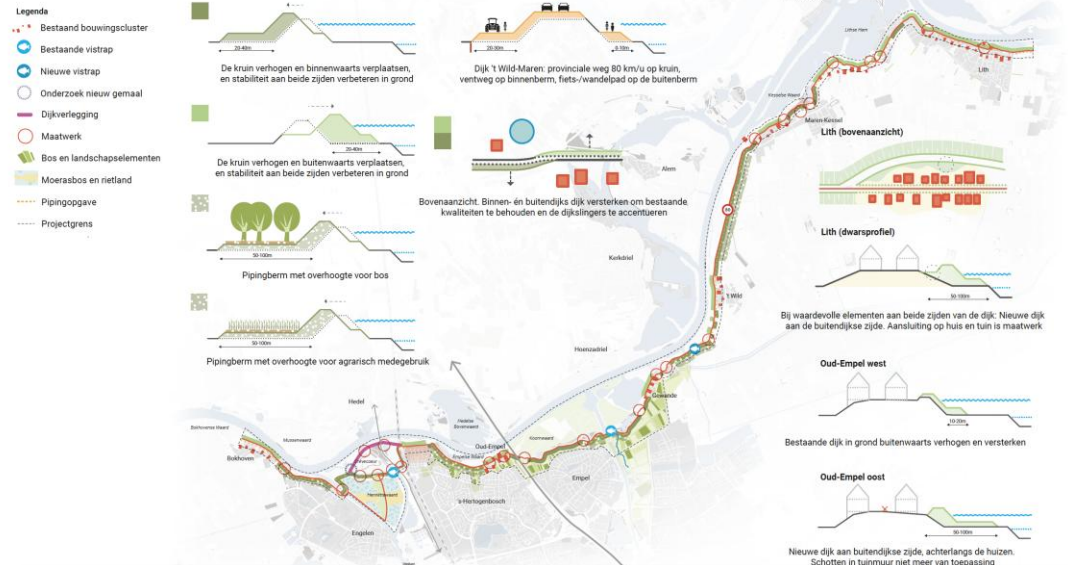 Legenda
Bestaand bouwingscluster
Bestaande vistrap
Nieuwe vistrap
Onderzoek nieuw gemaal
Dijkverlegging
Maatwerk
Bos en landschapselementen
Moerasbos en rietland
Pipingopgave
Projectgrens
20-40m
De kruin verhogen en binnenwaarts verplaatsen,
en stabiliteit aan beide zijden verbeteren in grond
20-40m
De kruin verhogen en buitenwaarts verplaatsen,
en stabiliteit aan beide zijden verbeteren in grond
50-100m
Pipingberm met overhoogte voor bos
50-100m
Pipingberm met overhoogte voor agrarisch medegebruik
20-30m
Dijk 't Wild-Maren: provinciale weg 80 km/u op kruin,
ventweg op binnenberm, fiets-/wandelpad op de buitenberm
Bovenaanzicht. Binnen- én buitendijks dijk versterken om bestaande
kwaliteiten te behouden en de dijkslingers te accentueren
Lithse Ham
Lith
Maren-Kessel
Alem
80
Kerkdriel
't Wild
Hoenzadriel
Gewande
Hedel
Oud-Empel
Koornwaard
Empel
's-Hertogenbosch
Bokhovense Waard
Bokhoven
Engelen
Lith (bovenaanzicht)
Lith (dwarsprofiel)
50-100m
Bij waardevolle elementen aan beide zijden van de dijk: Nieuwe dijk
aan de buitendijkse zijde. Aansluiting op huis en tuin is maatwerk
Oud-Empel west
10-20m
Bestaande dijk in grond buitenwaarts verhogen en versterken
Oud-Empel oost
50-100m
Nieuwe dijk aan buitendijkse zijde, achterlangs de huizen.
Schotten in tuinmuur niet meer van toepassing